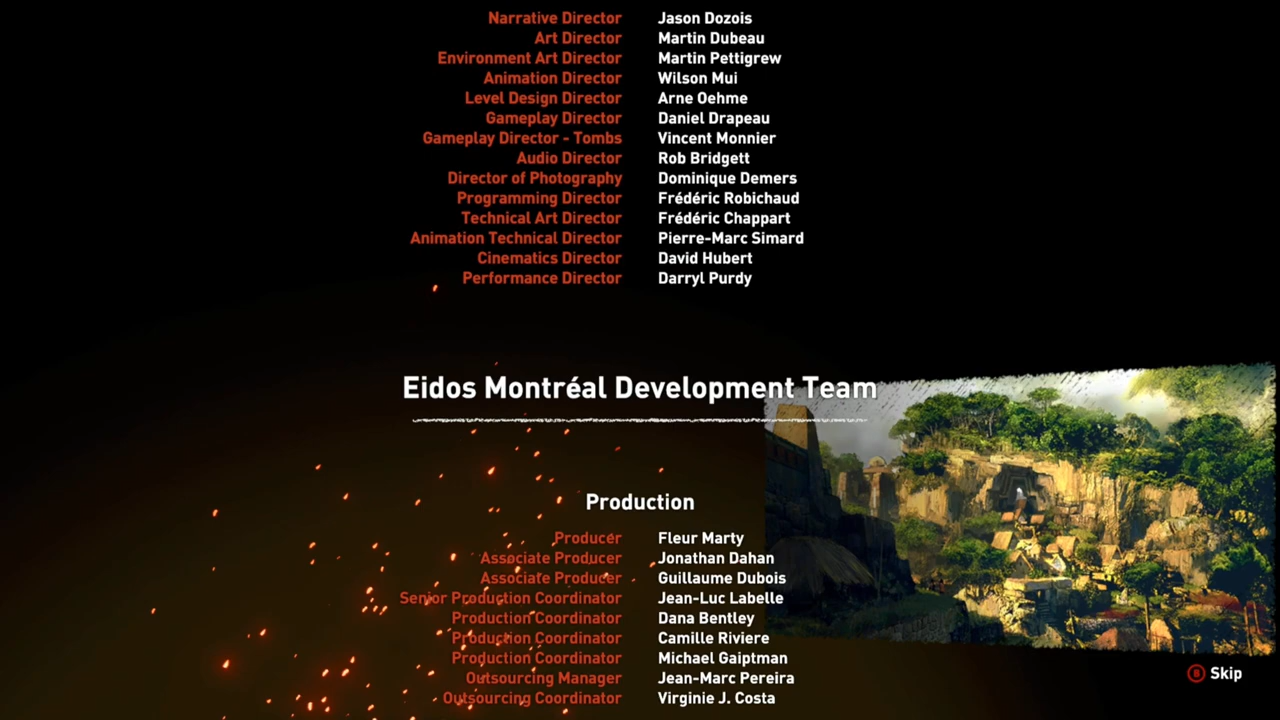 Narrative Director Jason Dozois
Art Director Martin Dubeau
Environment Art Director Martin Pettigrew
Animation Director Wilson Mui
Level Design Director Arne Oehme
Gameplay Director Daniel Drapeau
Gameplay Director - Tombs Vincent Monnier
Audio Director Rob Bridgett
Director of Photography Dominique Demers
Programming Director Frédéric Robichaud
Technical Art Director Frédéric Chappart
Animation Technical Director Pierre-Marc Simard
Cinematics Director David Hubert
Performance Director Darryl Purdy
Eidos Montréal Development Team
Production
Producer Fleur Marty
Associate Producer Jonathan Dahan
Associate Producer Guillaume Dubois
Senior Production Coordinator Jean-Luc Labelle
Production Coordinator Dana Bentley
Production Coordinator Camille Riviere
Production Coordinator Michael Gaiptman
Outsourcing Manager Jean-Marc Pereira
Outsourcing Coordinator Virginie J. Costa
B Skip